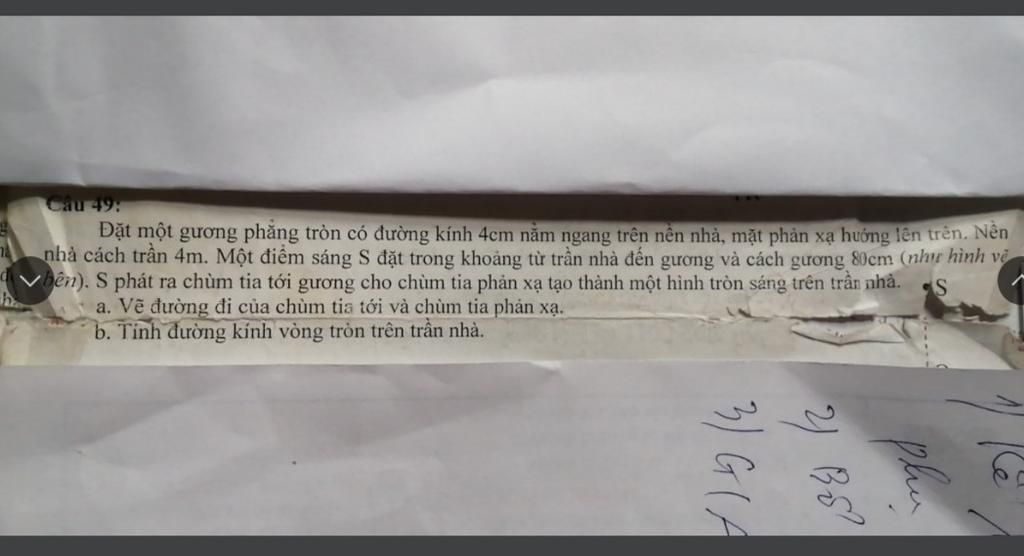 Câu 49:
Đặt một gương phẳng tròn có đường kính 4cm nằm ngang trên nền nhà, mặt phản xạ hướng lên trên. Nền
nhà cách trần 4m. Một điểm sáng S đặt trong khoảng từ trần nhà đến gương và cách gương 80cm (như hình vẽ
bên). S phát ra chùm tia tới gương cho chùm tia phản xạ tạo thành một hình tròn sáng trên trần nhà.
S
a. Vẽ đường đi của chùm tia tới và chùm tia phản xạ.
b. Tính đường kính vòng tròn trên trần nhà.
1)
2)
3) G